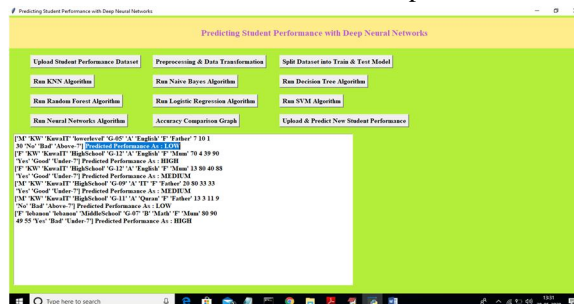 Predicting Student Performance with Deep Neural Networks
Predicting Student Performance with Deep Neural Networks
Upload Student Performance Dataset
Preprocessing & Data Transformation
Split Dataset into Train & Test Model
Run KNN Algorithm
Run Naive Bayes Algorithm
Run Decision Tree Algorithm
Run Random Forest Algorithm
Run Logistic Regression Algorithm
Run SVM Algorithm
Run Neural Networks Algorithm
Accuracy Comparison Graph
Upload & Predict New Student Performance
['M' 'KW' 'KuwaIT' 'lowerlevel' 'G-05' 'A' 'English' 'F' 'Father' 7 10 1
30 'No' 'Bad' 'Above-7'] Predicted Performance As : LOW
['F' 'KW' 'KuwaIT' 'HighSchool' 'G-12' 'A' 'English' 'F' 'Mum' 70 4 39 90
'Yes' 'Good' 'Under-7'] Predicted Performance As : HIGH
['F' 'KW' 'KuwaIT' 'HighSchool' 'G-12' 'A' 'English' 'F' 'Mum' 13 80 40 88
'Yes' 'Good' 'Under-7'] Predicted Performance As : MEDIUM
['M' 'KW' 'KuwaIT' 'HighSchool' 'G-09' 'A' 'IT' 'F' 'Father' 20 80 33 33
'Yes' 'Good' 'Under-7'] Predicted Performance As : MEDIUM
['M' 'KW' 'KuwaIT' 'HighSchool' 'G-11' 'A' 'Quran' 'F' 'Father' 13 3 11 9
'No' 'Bad' 'Above-7'] Predicted Performance As : LOW
['F' 'lebanon' 'lebanon' 'MiddleSchool' 'G-07' 'B' 'Math' 'F' 'Mum' 80 90
49 55 'Yes' 'Bad' 'Under-7'] Predicted Performance As : HIGH
Type here to search
13:31